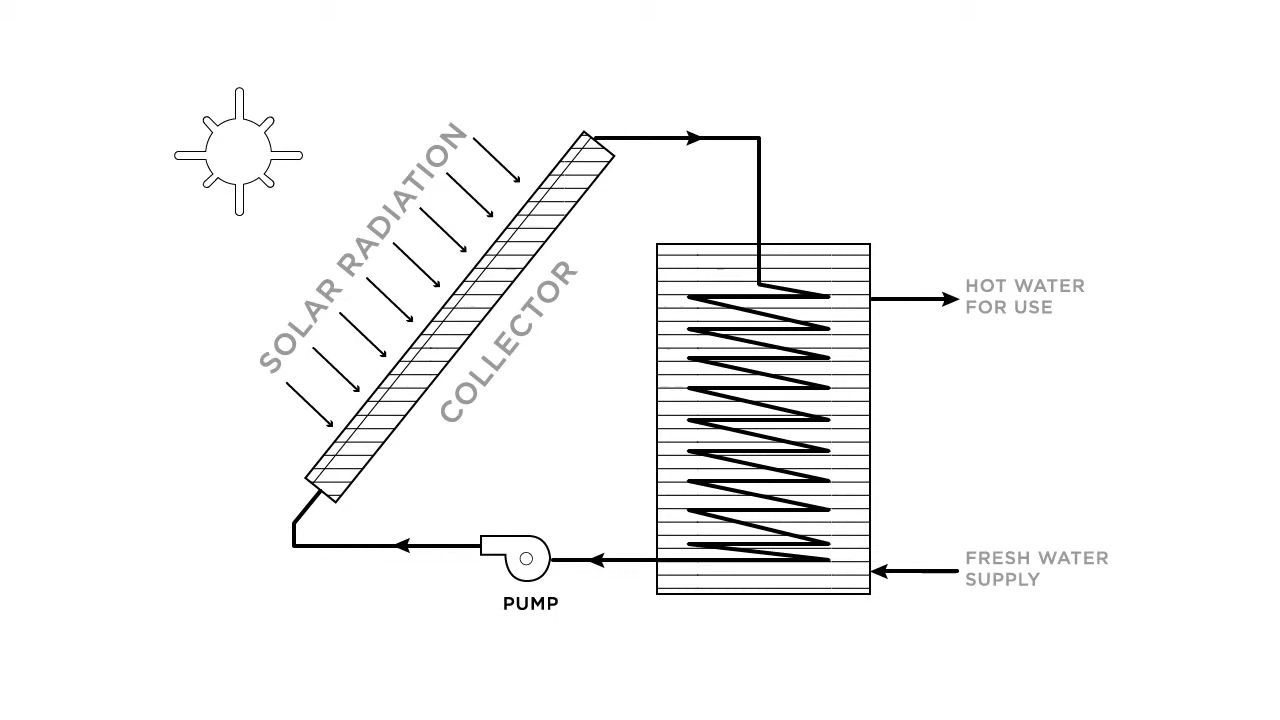 SOLAR RADIATION
COLLECTOR
HOT WATER
FOR USE
FRESH WATER
SUPPLY
PUMP